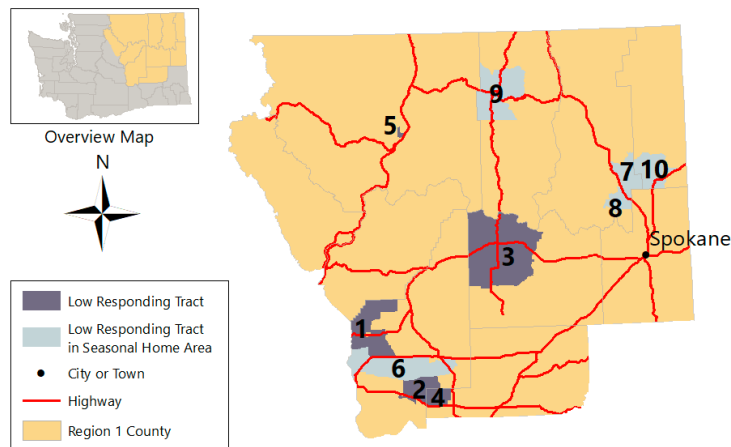 Overview Map
N
Low Responding Tract
Low Responding Tract
in Seasonal Home Area
City or Town
Highway
Region 1 County
9
5
7 10
8
Spokane
3
1
6
2
4